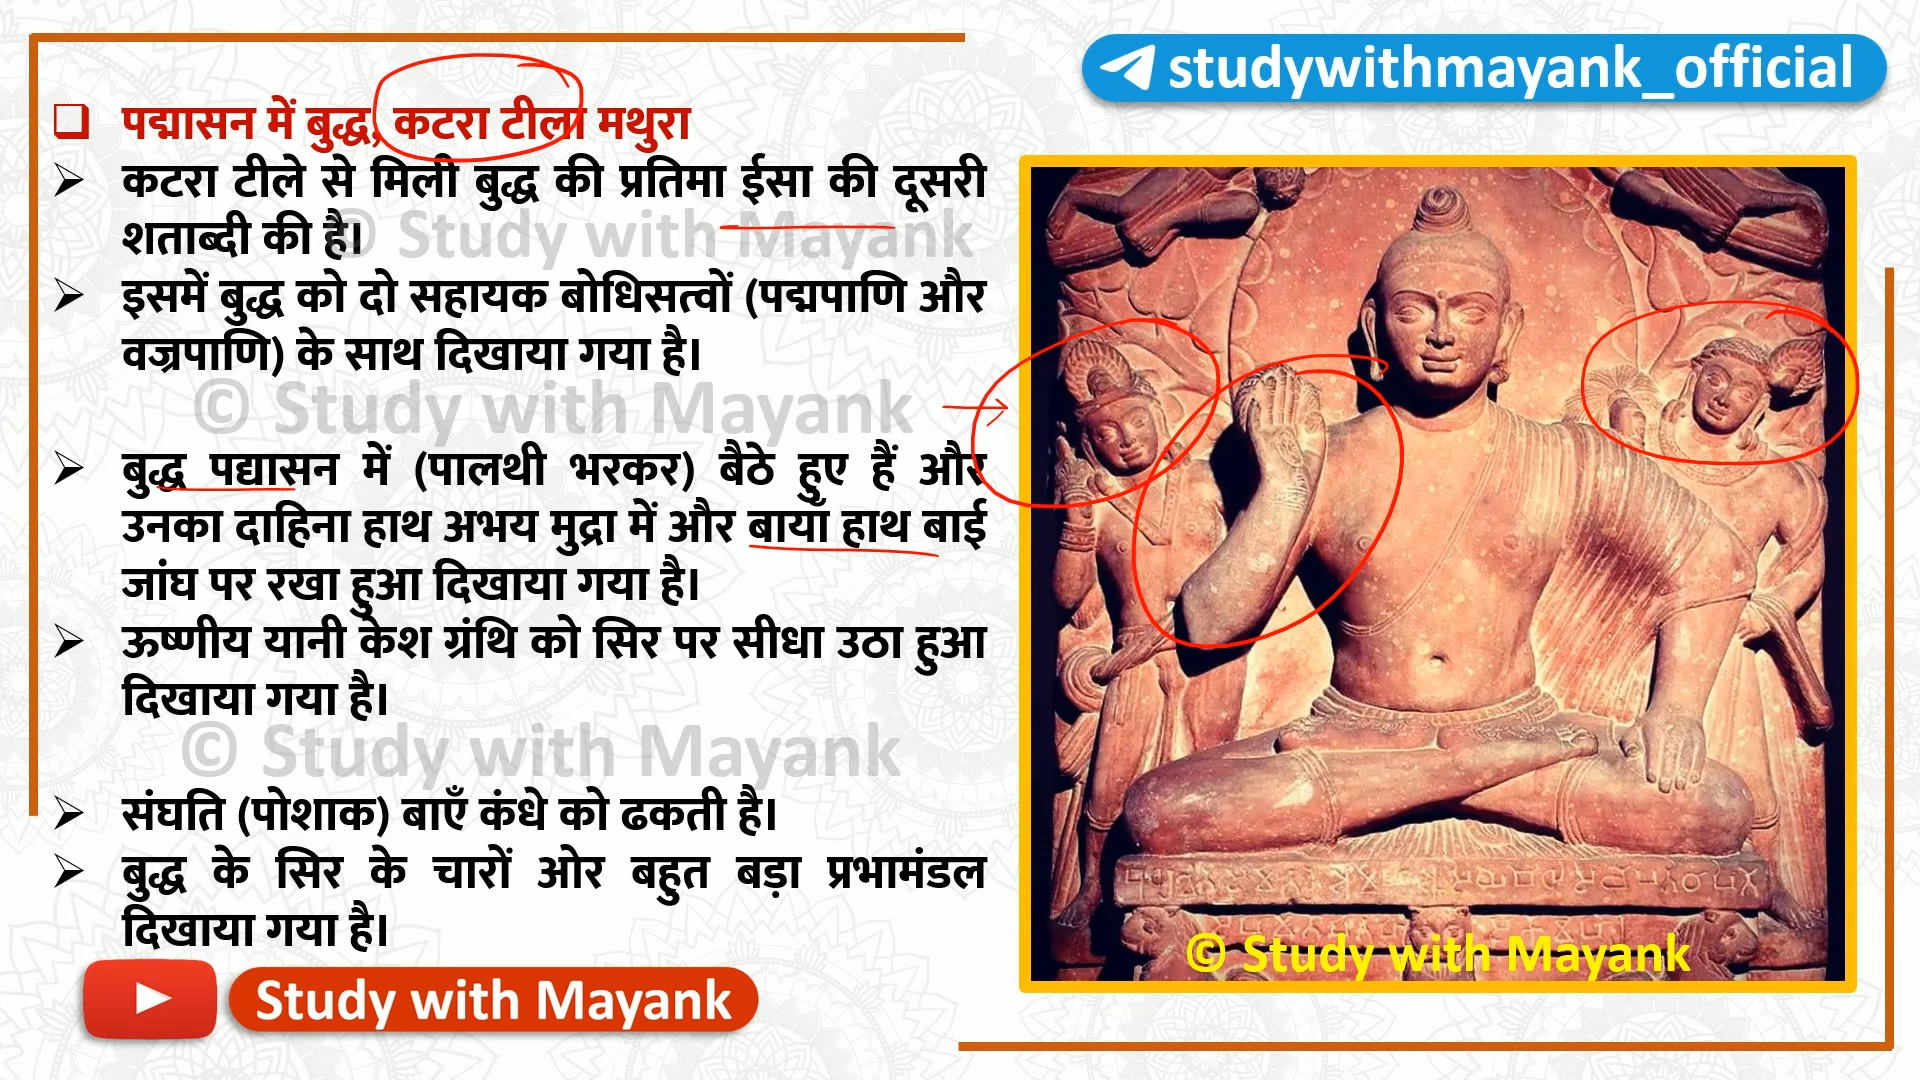 studywithmayank_official
पद्मासन में बुद्ध, कटरा टीला मथुरा
कटरा टीले से मिली बुद्ध की प्रतिमा ईसा की दूसरी
शताब्दी की है।
© Study with Mayank
इसमें बुद्ध को दो सहायक बोधिसत्वों (पद्मपाणि और
वज्रपाणि) के साथ दिखाया गया है।
© Study with Mayank
बुद्ध पद्यासन में (पालथी भरकर) बैठे हुए हैं और
उनका दाहिना हाथ अभय मुद्रा में और बायाँ हाथ बाई
जांघ पर रखा हुआ दिखाया गया है।
ऊष्णीय यानी केश ग्रंथि को सिर पर सीधा उठा हुआ
दिखाया गया है।
© Study with Mayank
संघति (पोशाक) बाएँ कंधे को ढकती है।
बुद्ध के सिर के चारों ओर बहुत बड़ा प्रभामंडल
दिखाया गया है।
© Study with Mayank
Study with Mayank